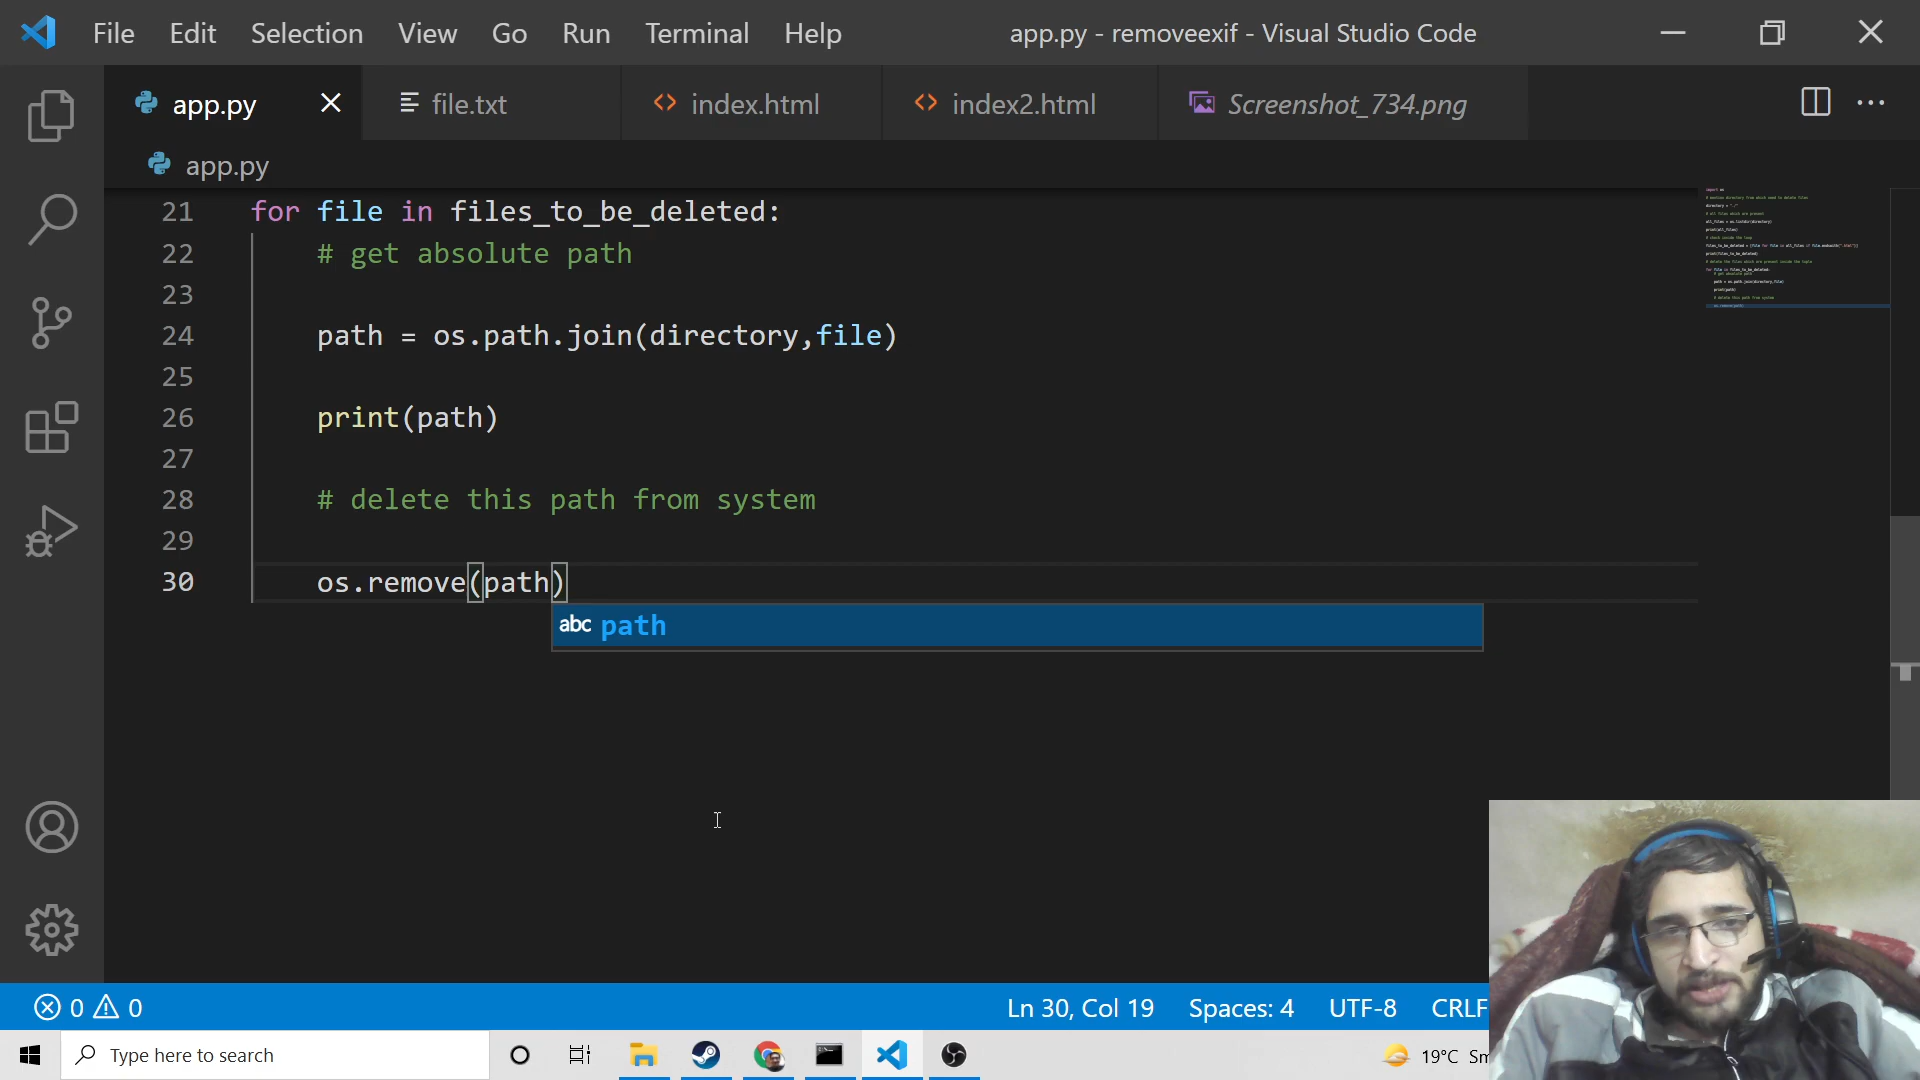 File Edit Selection View Go Run Terminal Help
app.py - removeexif - Visual Studio Code
app.py
file.txt
index.html
index2.html
Screenshot_734.png
app.py
21 for file in files_to_be_deleted:
22 # get absolute path
23
24 path = os.path.join(directory,file)
25
26 print(path)
27
28 # delete this path from system
29
30 os.remove(path)
abc path
0 0
Ln 30, Col 19
Spaces: 4
UTF-8
CRLF
Type here to search
19°C